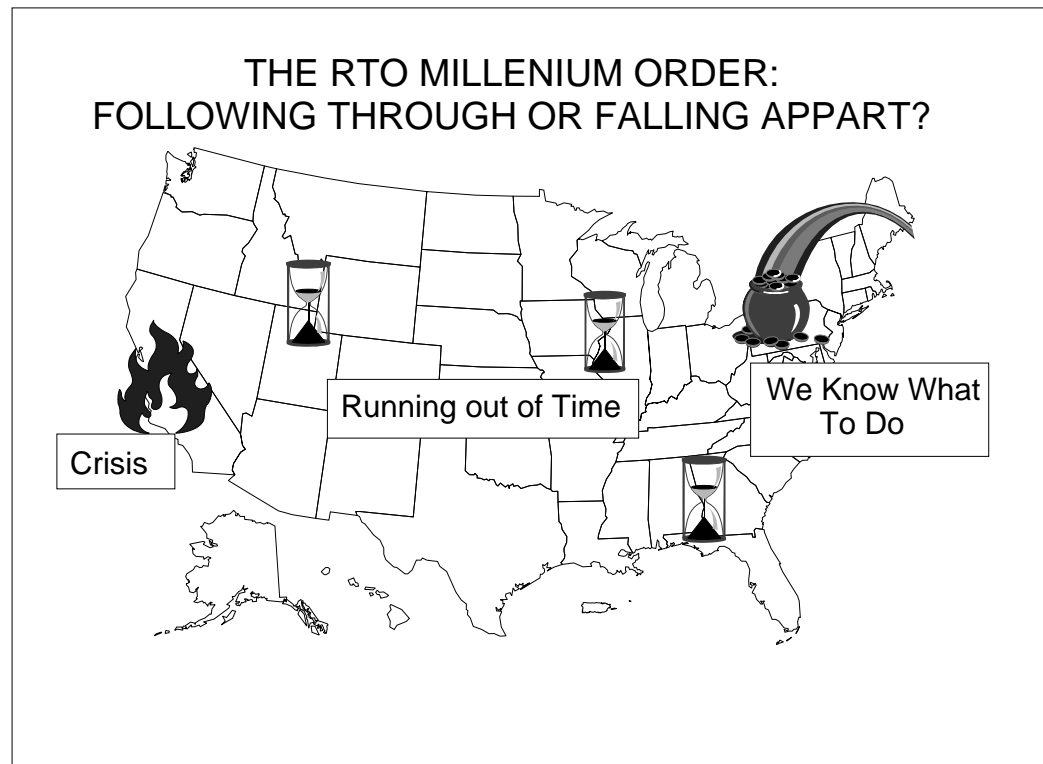 THE RTO MILLENIUM ORDER:
FOLLOWING THROUGH OR FALLING APPART?
Running out of Time
We Know What
To Do
Crisis